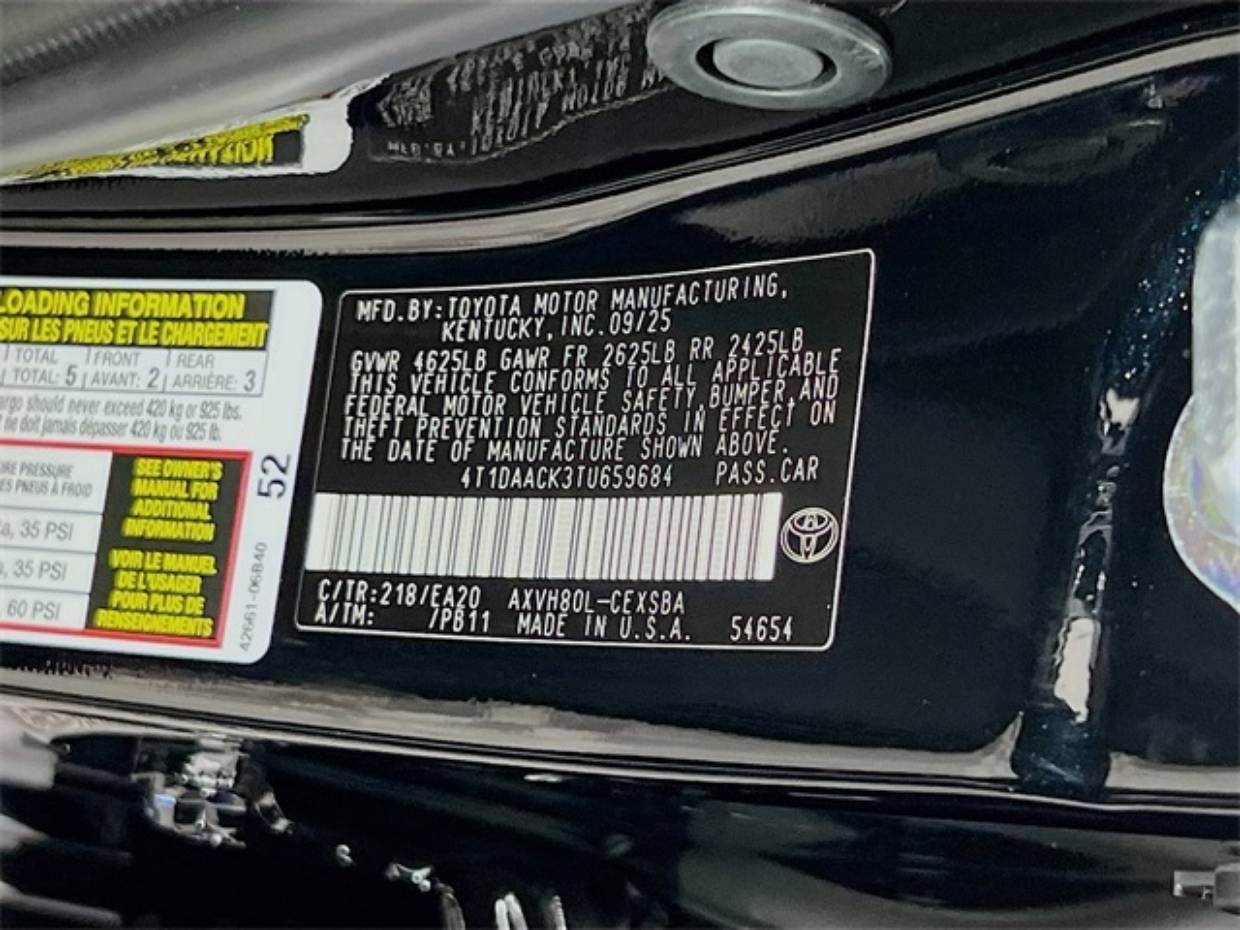 LOADING INFORMATION
SUR LES PNEUS ET LE CHARGEMENT
TOTAL FRONT REAR
TOTAL: 5 AVANT: 2 ARRIÈRE: 3
should never exceed 420 kg or 925 lbs.
ne doit jamais dépasser 420 kg ou 925 lb.
PRESSURE
PNEUS À FROID
35 PSI
35 PSI
60 PSI
SEE OWNER'S
MANUAL FOR
ADDITIONAL
INFORMATION
VOIR LE MANUEL
DE L'USAGER
POUR PLUS DE
RENSEIGNEMENTS
52
42661-06B40
MFD.BY:TOYOTA MOTOR MANUFACTURING,
KENTUCKY,INC.09/25
GVWR 4625LB GAWR FR 2625LB RR 2425LB
THIS VEHICLE CONFORMS TO ALL APPLICABLE
FEDERAL MOTOR VEHICLE SAFETY,BUMPER,AND
THEFT PREVENTION STANDARDS IN EFFECT ON
THE DATE OF MANUFACTURE SHOWN ABOVE.
4T1DAACK3TU659684 PASS.CAR
C/TR:218/EA20 AXVH80L-CEXSBA
A/TM: /PB11 MADE IN U.S.A. 54654